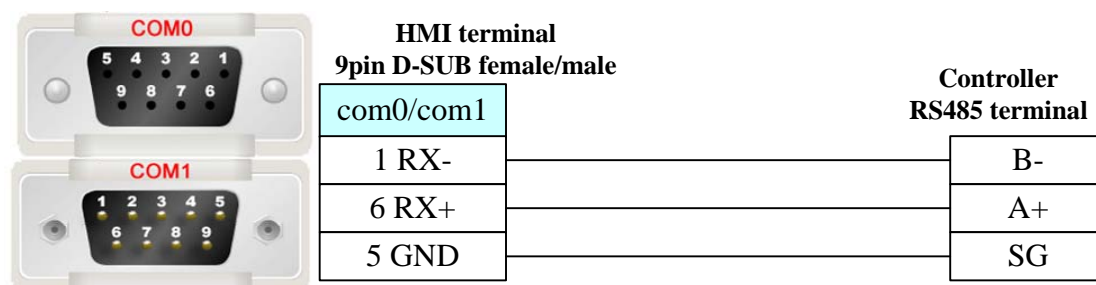 COM0
5 4 3 2 1
9 8 7 6
COM1
1 2 3 4 5
6 7 8 9
HMI terminal
9pin D-SUB female/male
com0/com1
1 RX-
6 RX+
5 GND
Controller
RS485 terminal
B-
A+
SG